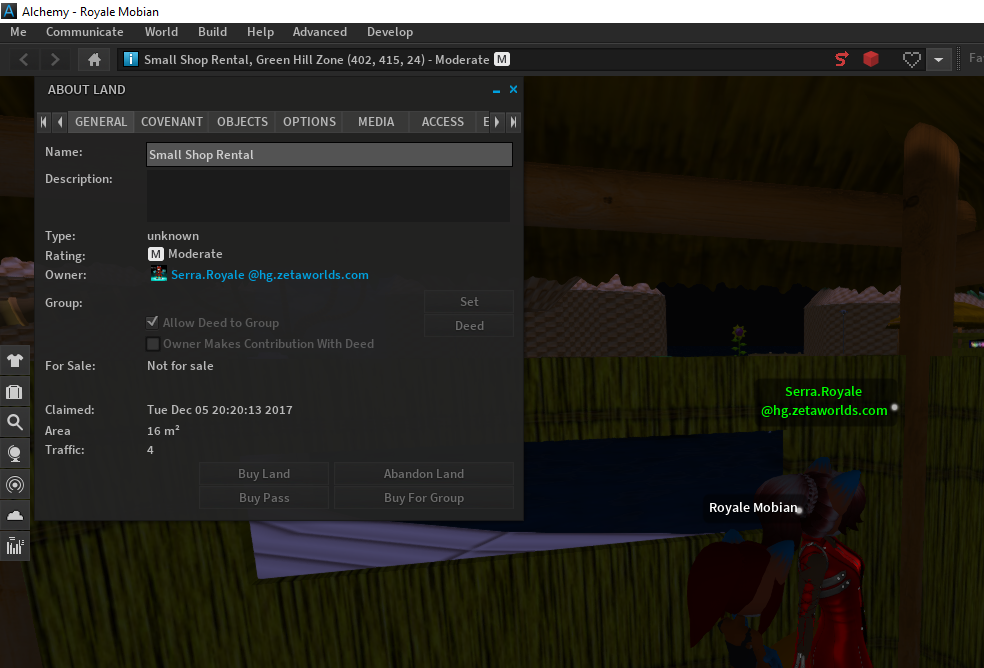 Alchemy - Royale Mobian
Me Communicate World Build Help Advanced Develop
Small Shop Rental, Green Hill Zone (402, 415, 24) - Moderate M
Fa
ABOUT LAND
GENERAL COVENANT OBJECTS OPTIONS MEDIA ACCESS E
Name: Small Shop Rental
Description:
Type: unknown
Rating: M Moderate
Owner: Serra.Royale @hg.zetaworlds.com
Group: Set
Allow Deed to Group Deed
Owner Makes Contribution With Deed
For Sale: Not for sale
Claimed: Tue Dec 05 20:20:13 2017
Area 16 m²
Traffic: 4
Buy Land Abandon Land
Buy Pass Buy For Group
Serra.Royale
@hg.zetaworlds.com
Royale Mobian